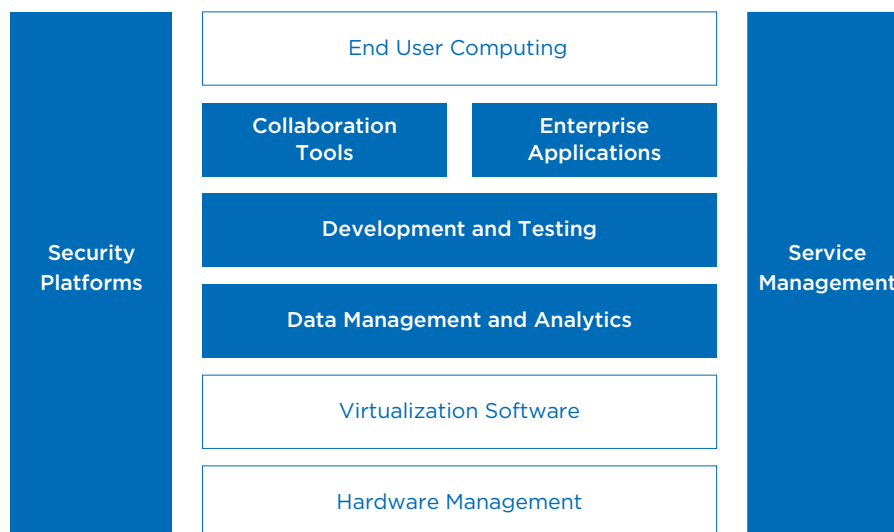 End User Computing
Collaboration
Tools
Enterprise
Applications
Development and Testing
Security
Platforms
Service
Management
Data Management and Analytics
Virtualization Software
Hardware Management